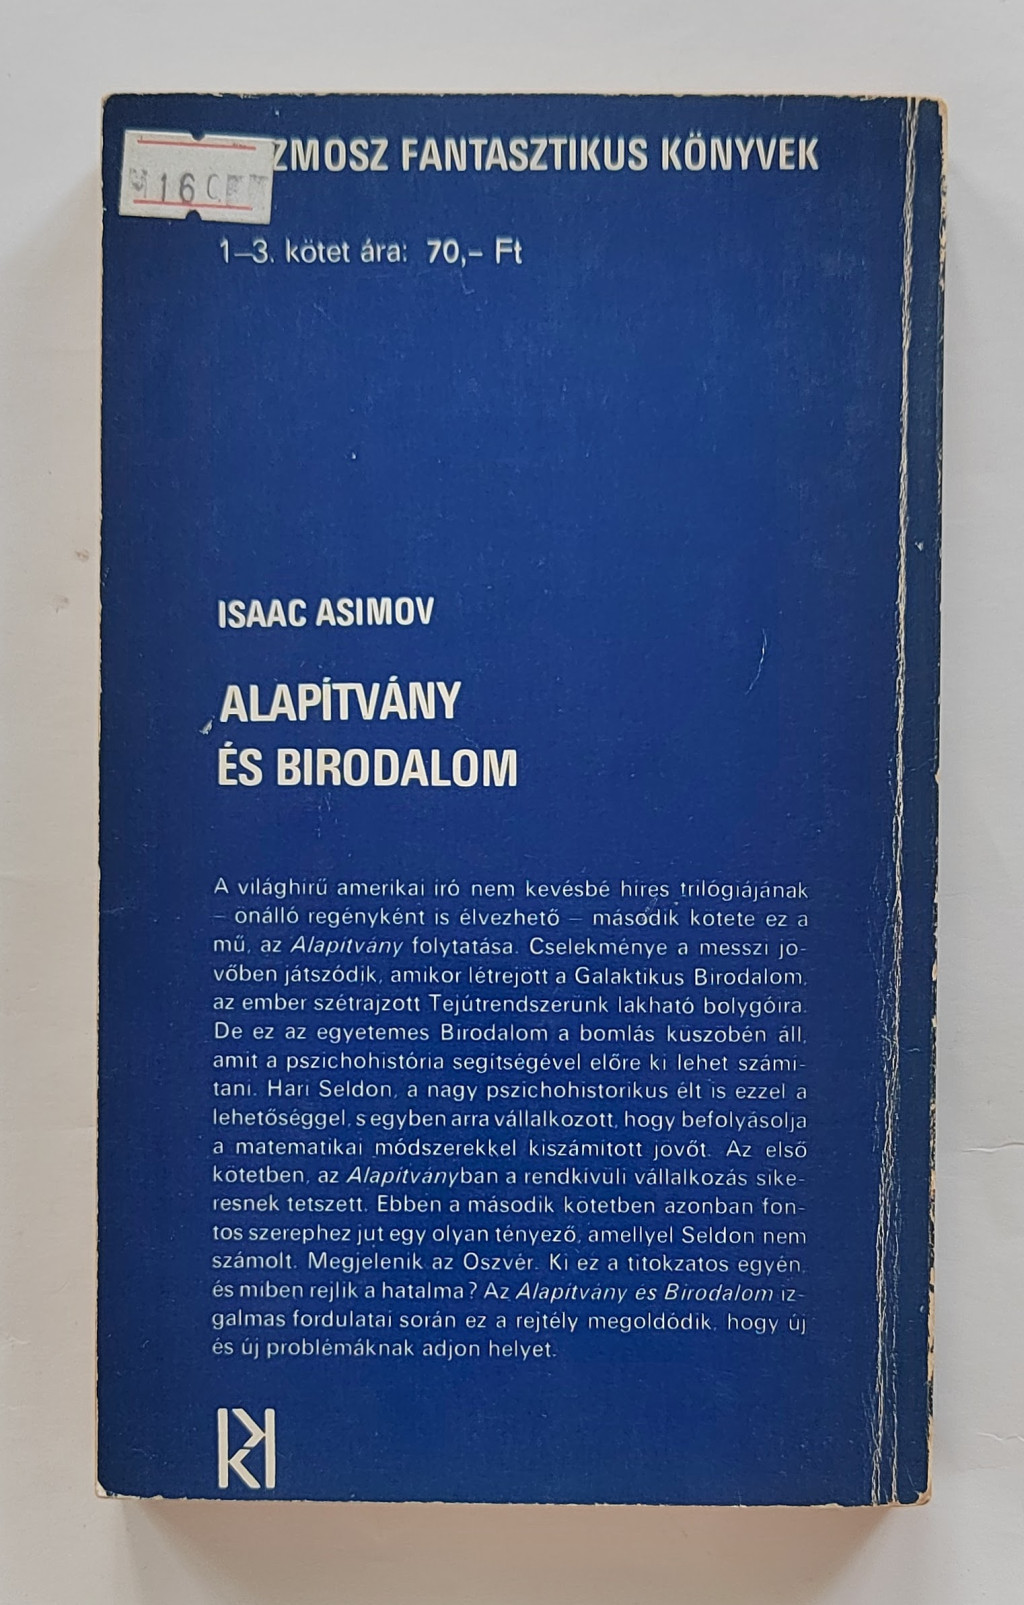 ZMOSZ FANTASZTIKUS KÖNYVEK
160
1–3. kötet ára: 70,– Ft
ISAAC ASIMOV
ALAPÍTVÁNY
ÉS BIRODALOM
A világhírű amerikai író nem kevésbé híres trilógiájának
– önálló regényként is élvezhető – második kötete ez a
mű, az Alapítvány folytatása. Cselekménye a messzi jö-
vőben játszódik, amikor létrejött a Galaktikus Birodalom,
az ember szétrajzott Tejútrendszerünk lakható bolygóira.
De ez az egyetemes Birodalom a bomlás küszöbén áll,
amit a pszichohistória segítségével előre ki lehet számí-
tani. Hari Seldon, a nagy pszichohistorikus élt is ezzel a
lehetőséggel, s egyben arra vállalkozott, hogy befolyásolja
a matematikai módszerekkel kiszámított jövőt. Az első
kötetben, az Alapítványban a rendkívüli vállalkozás sike-
resnek tetszett. Ebben a második kötetben azonban fon-
tos szerephez jut egy olyan tényező, amellyel Seldon nem
számolt. Megjelenik az Öszvér. Ki ez a titokzatos egyén,
és miben rejlik a hatalma? Az Alapítvány és Birodalom iz-
galmas fordulatai során ez a rejtély megoldódik, hogy új
és új problémáknak adjon helyet.